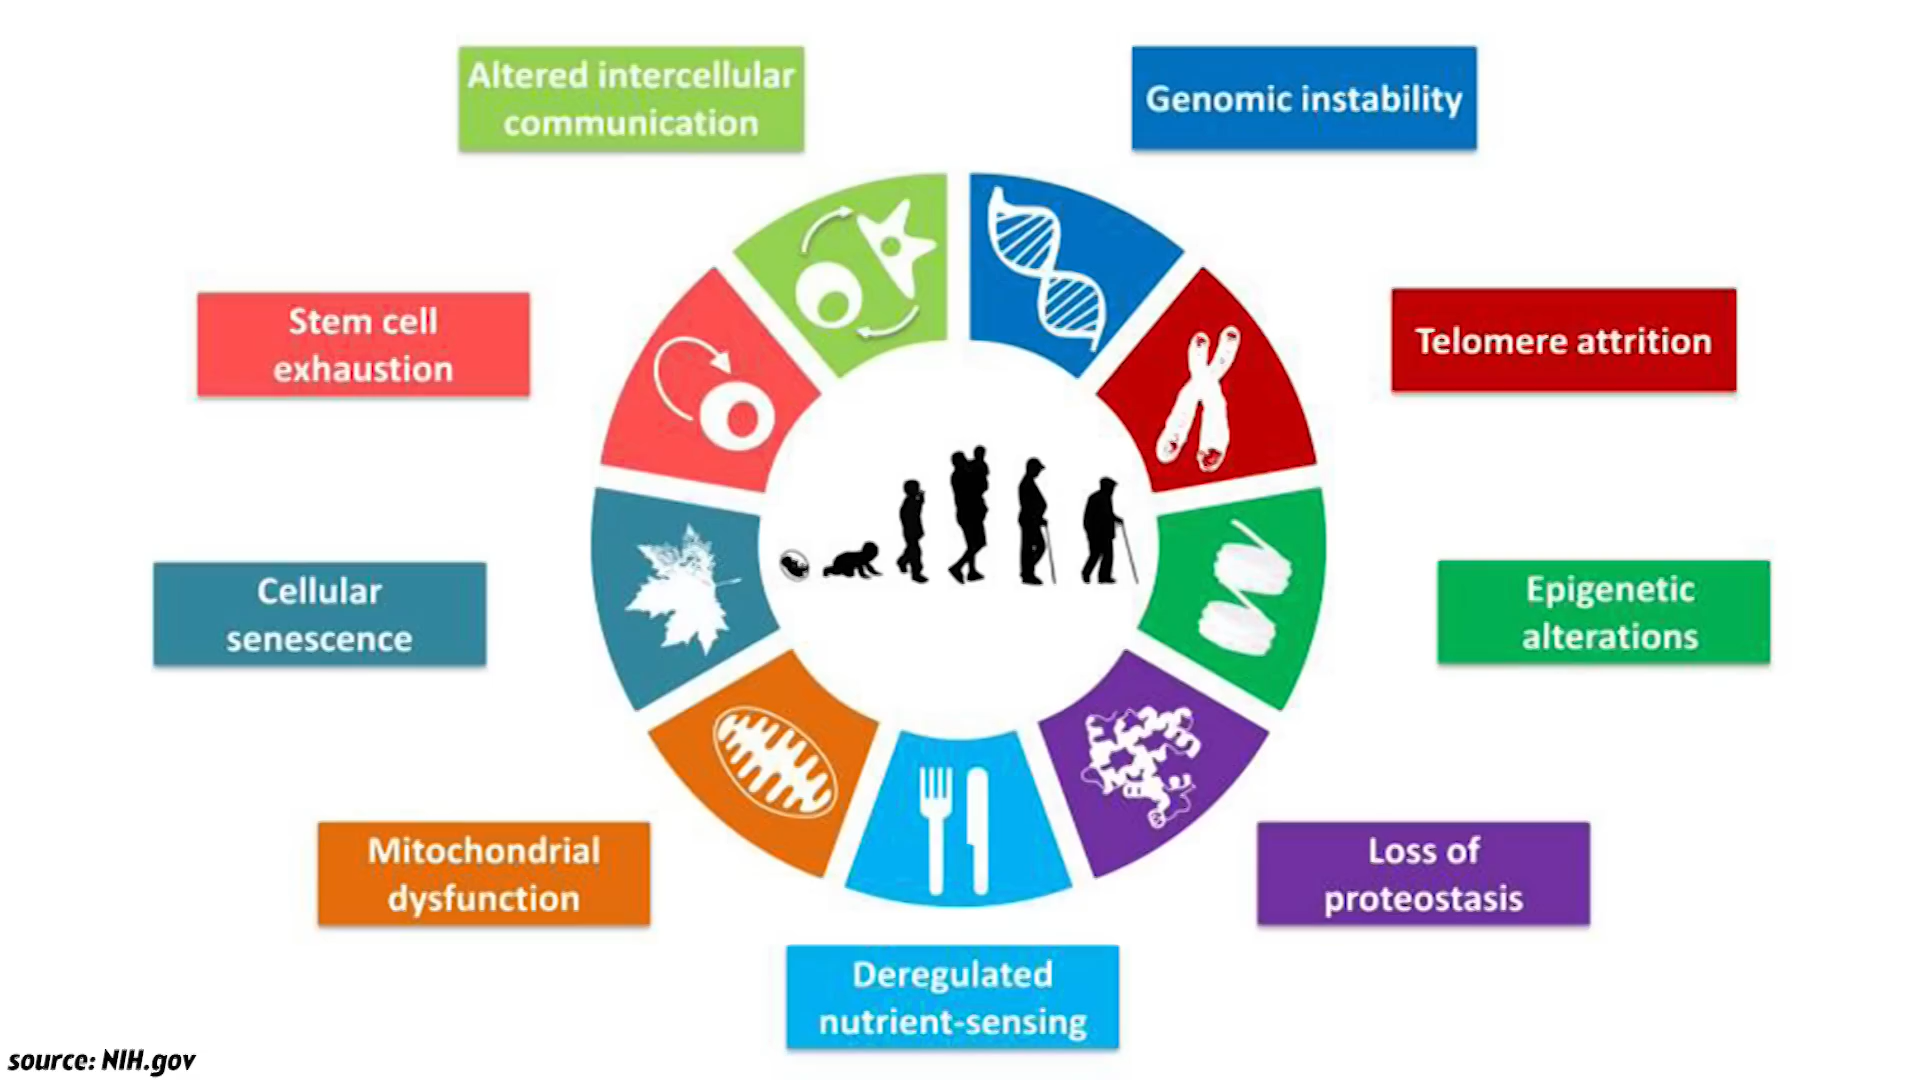 Altered intercellular
communication
Genomic instability
Stem cell
exhaustion
Telomere attrition
Cellular
senescence
Epigenetic
alterations
Mitochondrial
dysfunction
Loss of
proteostasis
Deregulated
nutrient-sensing
source: NIH.gov